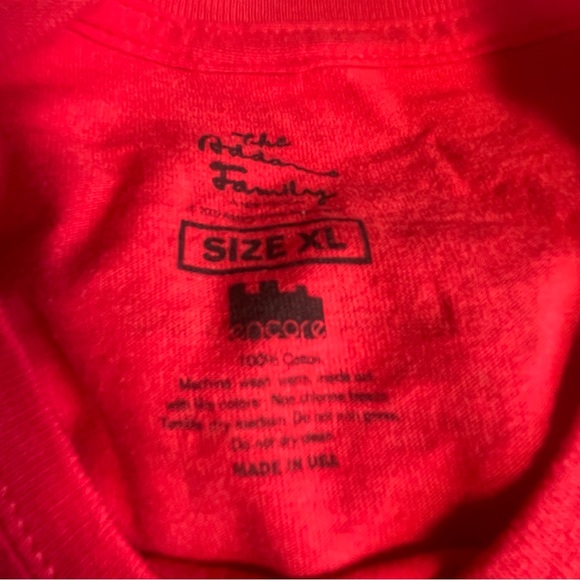 The
Addams
Family
SIZE XL
encore
100% Cotton
Machine wash warm, inside out
with like colors. Non chlorine bleach.
Tumble dry medium. Do not iron
Do not dry clean.
MADE IN USA